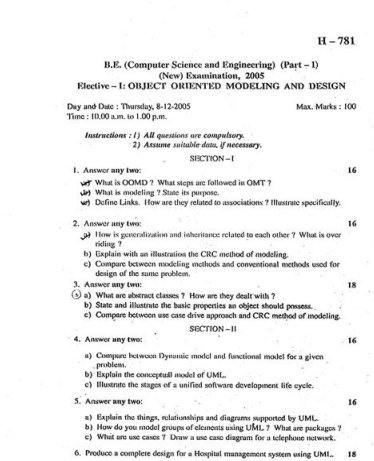 H – 781
B.E. (Computer Science and Engineering) (Part – I)
(New) Examination, 2005
Elective – I: OBJECT ORIENTED MODELING AND DESIGN
Day and Date : Thursday, 8-12-2005 Max. Marks : 100
Time : 10.00 a.m. to 1.00 p.m.
Instructions : 1) All questions are compulsory.
2) Assume suitable data, if necessary.
SECTION – I
1. Answer any two: 16
What is OOMD ? What steps are followed in OMT ?
What is modeling ? State its purpose.
Define Links. How are they related to associations ? Illustrate specifically.
2. Answer any two: 16
How is generalization and inheritance related to each other ? What is over
riding ?
b) Explain with an illustration the CRC method of modeling.
c) Compare between modeling methods and conventional methods used for
design of the same problem.
3. Answer any two: 18
a) What are abstract classes ? How are they dealt with ?
b) State and illustrate the basic properties an object should possess.
c) Compare between use case drive approach and CRC method of modeling.
SECTION – II
4. Answer any two: 16
a) Compare between Dynamic model and functional model for a given
problem.
b) Explain the conceptual model of UML.
c) Illustrate the stages of a unified software development life cycle.
5. Answer any two: 16
a) Explain the things, relationships and diagrams supported by UML.
b) How do you model groups of elements using UML ? What are packages ?
c) What are use cases ? Draw a use case diagram for a telephone network.
6. Produce a complete design for a Hospital management system using UML. 18